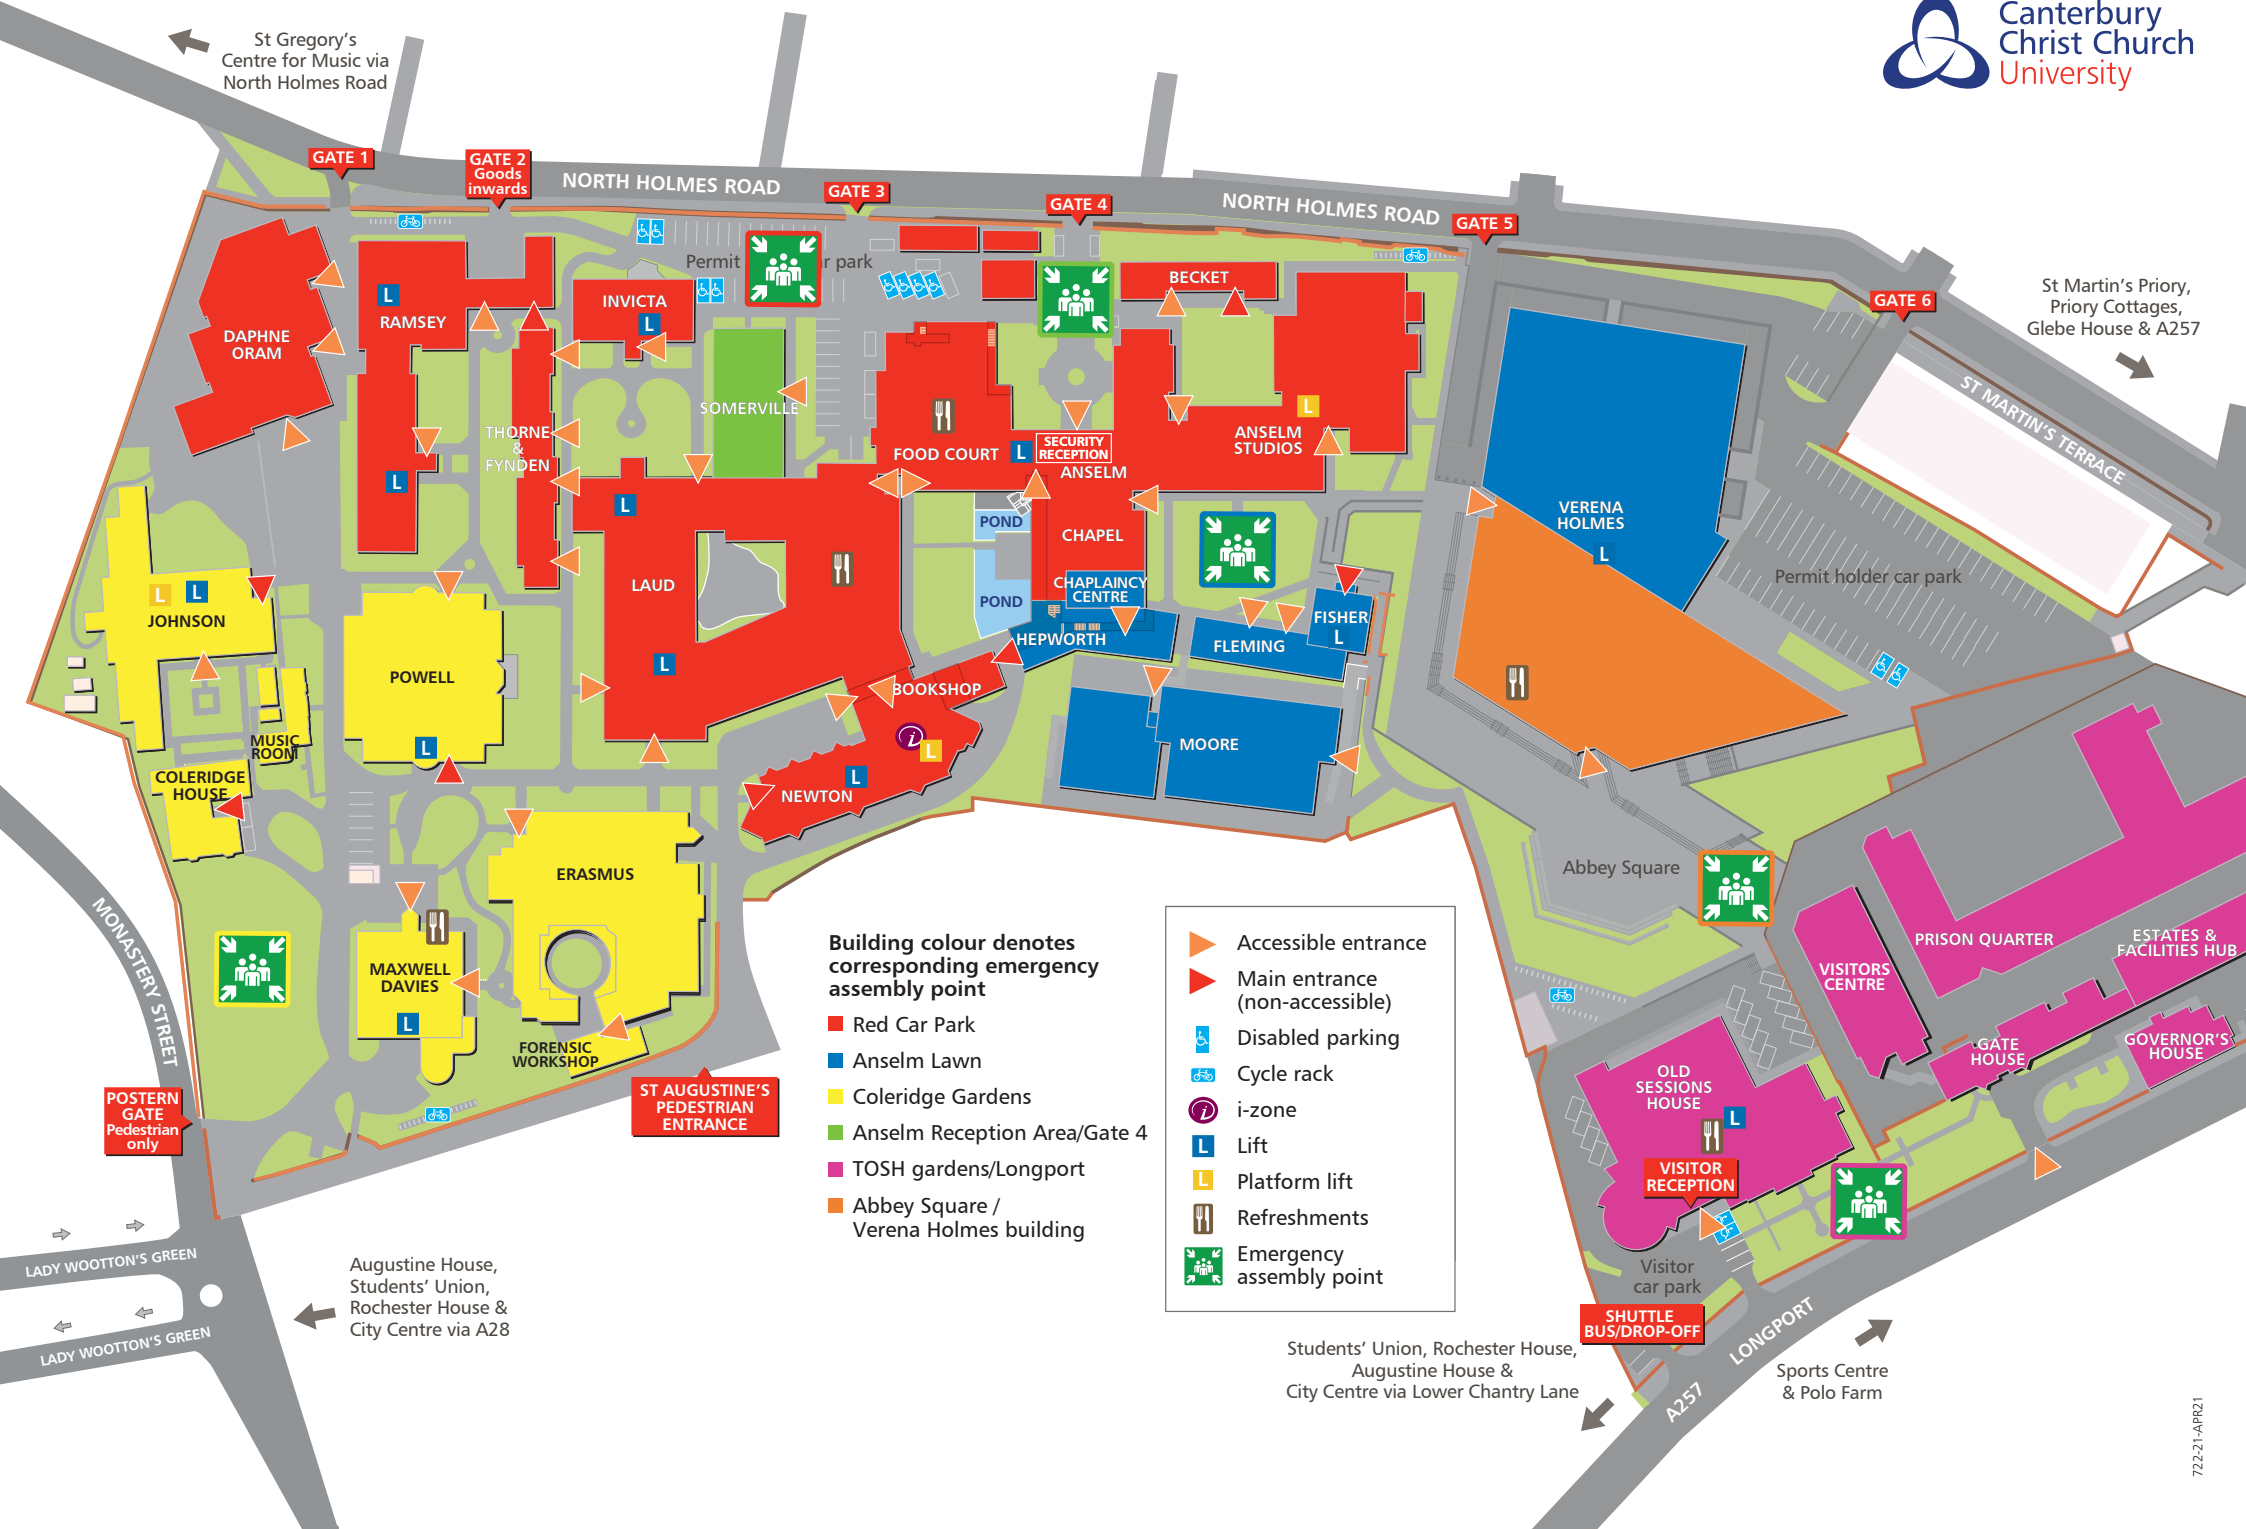 Canterbury
Christ Church
University
St Gregory's
Centre for Music via
North Holmes Road
GATE 1
GATE 2
Goods
inwards
NORTH HOLMES ROAD
GATE 3
GATE 4
NORTH HOLMES ROAD
GATE 5
GATE 6
St Martin's Priory,
Priory Cottages,
Glebe House & A257
ST MARTIN'S TERRACE
Permit
ar park
DAPHNE
ORAM
L
RAMSEY
L
INVICTA
L
BECKET
SOMERVILLE
THORNE
&
FYNDEN
FOOD COURT
L
SECURITY
RECEPTION
ANSELM
L
ANSELM
STUDIOS
VERENA
HOLMES
L
Permit holder car park
L
POND
POND
CHAPEL
CHAPLAINCY
CENTRE
HEPWORTH
FLEMING
FISHER
L
LAUD
L
L
L
JOHNSON
POWELL
L
MUSIC
ROOM
COLERIDGE
HOUSE
BOOKSHOP
i
L
L
NEWTON
MOORE
ERASMUS
MAXWELL
DAVIES
L
FORENSIC
WORKSHOP
MONASTERY STREET
POSTERN
GATE
Pedestrian
only
ST AUGUSTINE'S
PEDESTRIAN
ENTRANCE
LADY WOOTTON'S GREEN
LADY WOOTTON'S GREEN
Augustine House,
Students' Union,
Rochester House &
City Centre via A28
Building colour denotes
corresponding emergency
assembly point
Red Car Park
Anselm Lawn
Coleridge Gardens
Anselm Reception Area/Gate 4
TOSH gardens/Longport
Abbey Square /
Verena Holmes building
Accessible entrance
Main entrance
(non-accessible)
Disabled parking
Cycle rack
i
i-zone
L
Lift
L
Platform lift
Refreshments
Emergency
assembly point
Abbey Square
VISITORS
CENTRE
PRISON QUARTER
ESTATES &
FACILITIES HUB
GATE
HOUSE
GOVERNOR'S
HOUSE
OLD
SESSIONS
HOUSE
L
VISITOR
RECEPTION
Visitor
car park
SHUTTLE
BUS/DROP-OFF
LONGPORT
A257
Students' Union, Rochester House,
Augustine House &
City Centre via Lower Chantry Lane
Sports Centre
& Polo Farm
722-21-APR21